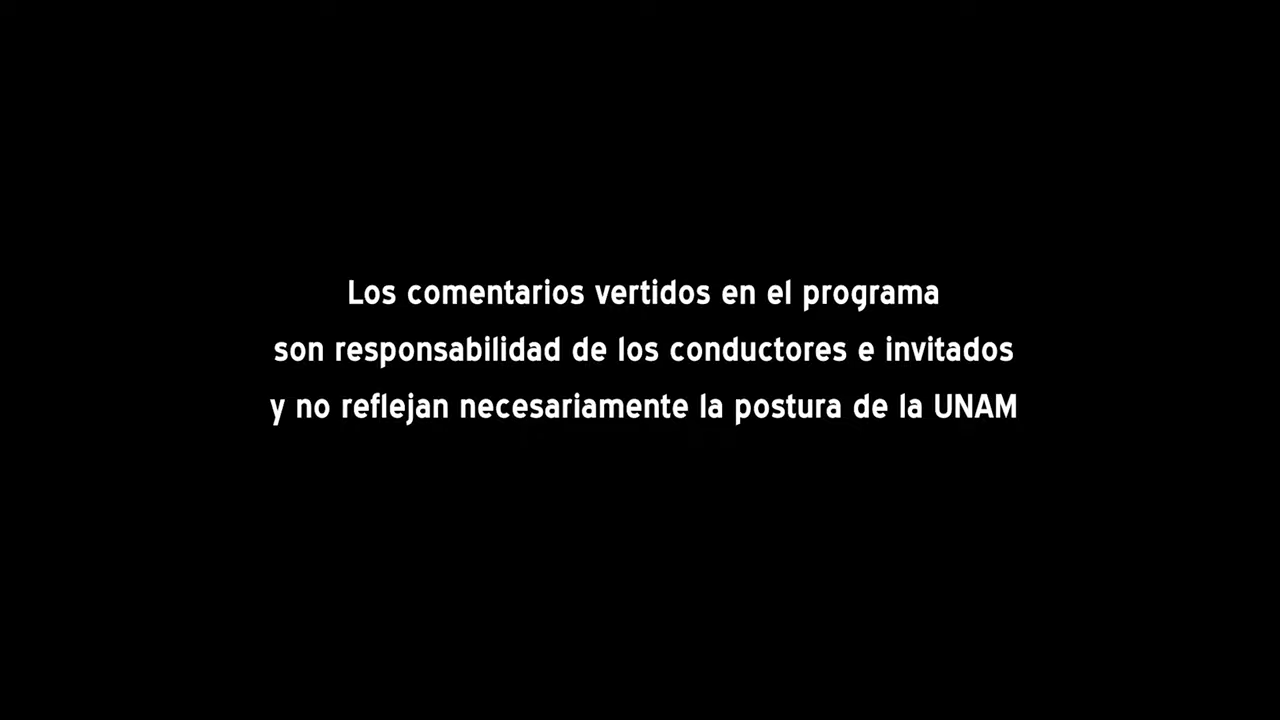 Los comentarios vertidos en el programa
son responsabilidad de los conductores e invitados
y no reflejan necesariamente la postura de la UNAM